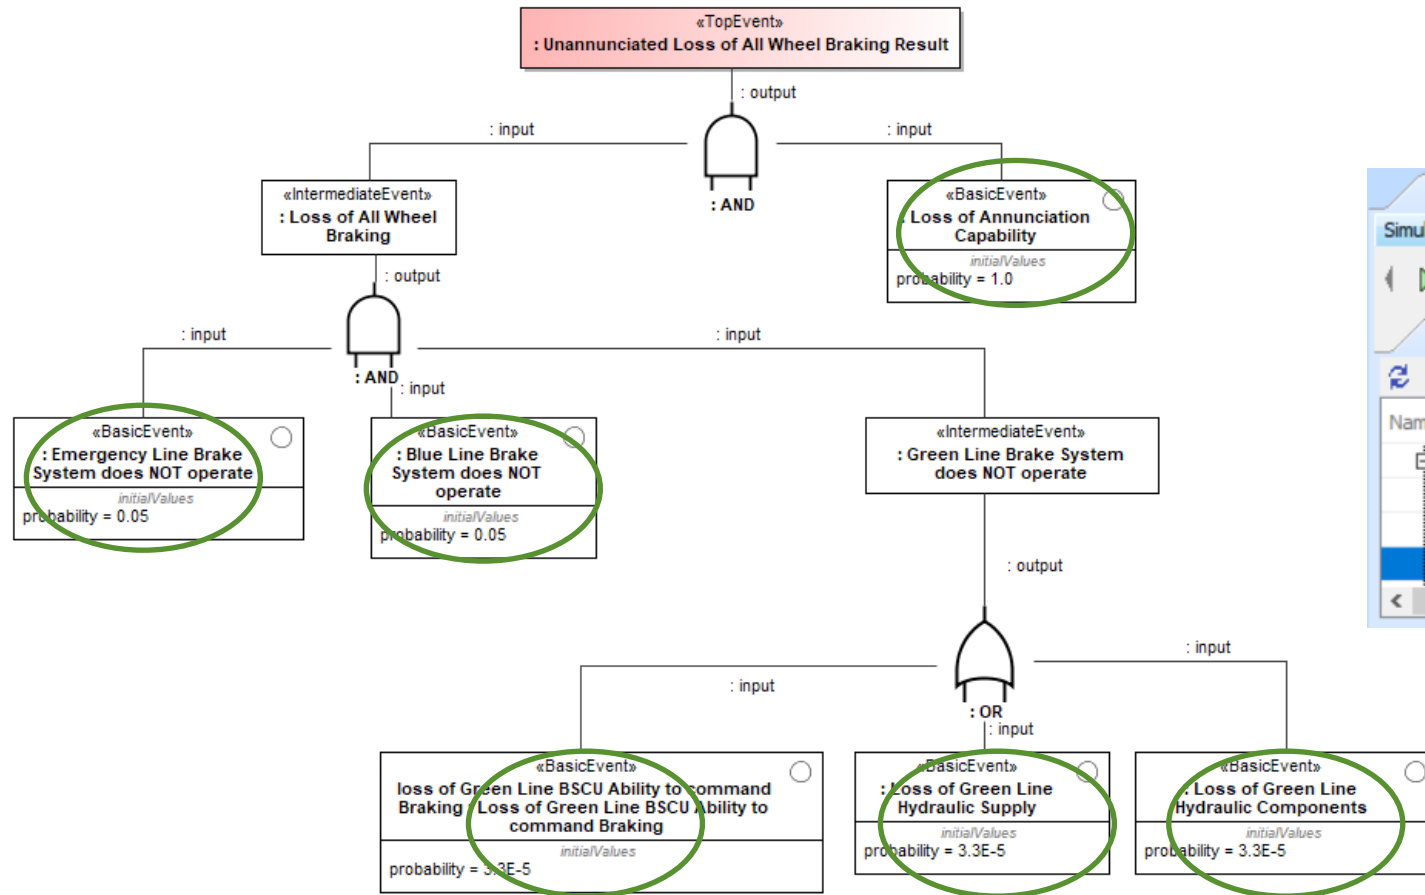 «TopEvent»
: Unannunciated Loss of All Wheel Braking Result
: output
: input
: input
: AND
«IntermediateEvent»
: Loss of All Wheel
Braking
«BasicEvent»
: Loss of Annunciation
Capability
initialValues
probability = 1.0
: output
: input
: input
: AND
: input
«BasicEvent»
: Emergency Line Brake
System does NOT operate
initialValues
probability = 0.05
«BasicEvent»
: Blue Line Brake
System does NOT
operate
initialValues
probability = 0.05
«IntermediateEvent»
: Green Line Brake System
does NOT operate
: output
: input
: input
: OR
: input
«BasicEvent»
loss of Green Line BSCU Ability to command
Braking : Loss of Green Line BSCU Ability to
command Braking
initialValues
probability = 3.3E-5
«BasicEvent»
: Loss of Green Line
Hydraulic Supply
initialValues
probability = 3.3E-5
«BasicEvent»
: Loss of Green Line
Hydraulic Components
initialValues
probability = 3.3E-5
Simul
Nam